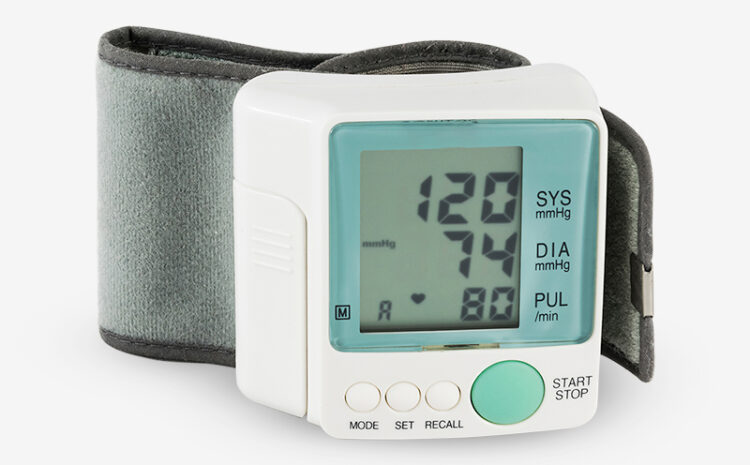 120 SYS
mmHg
mmHg 74 DIA
mmHg
M A 80 PUL
/min
START
STOP
MODE SET RECALL